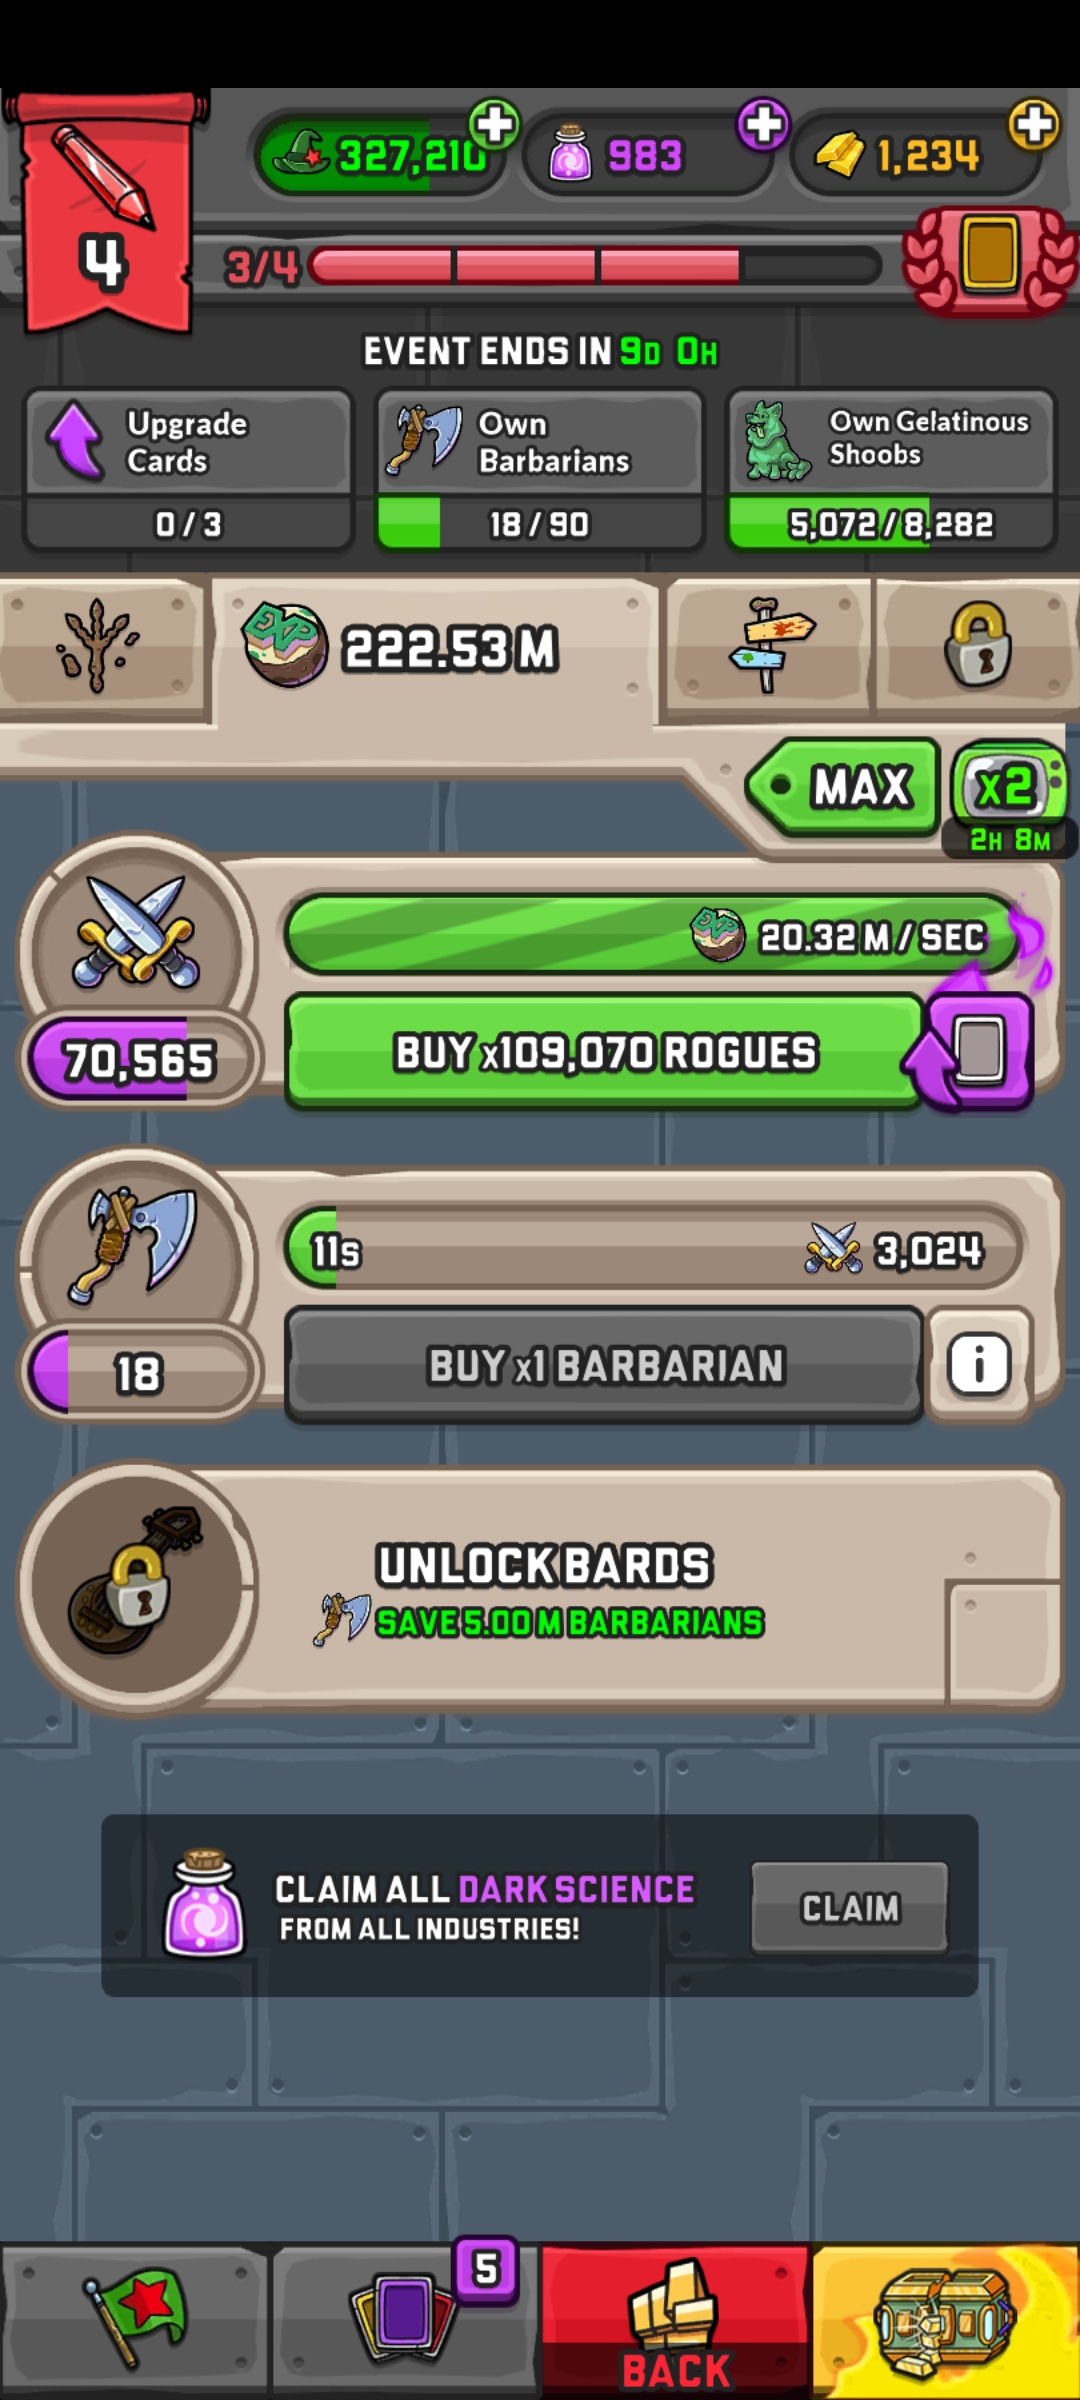 4
327,210
983
1,234
3/4
EVENT ENDS IN 9D 0H
Upgrade
Cards
0 / 3
Own
Barbarians
18 / 90
Own Gelatinous
Shoobs
5,072 / 8,282
EXP
222.53 M
MAX
x2
2H 8M
EXP
20.32 M / SEC
70,565
BUY x109,070 ROGUES
11s
3,024
18
BUY x1 BARBARIAN
i
UNLOCK BARDS
SAVE 5.00 M BARBARIANS
CLAIM ALL DARK SCIENCE
FROM ALL INDUSTRIES!
CLAIM
5
BACK